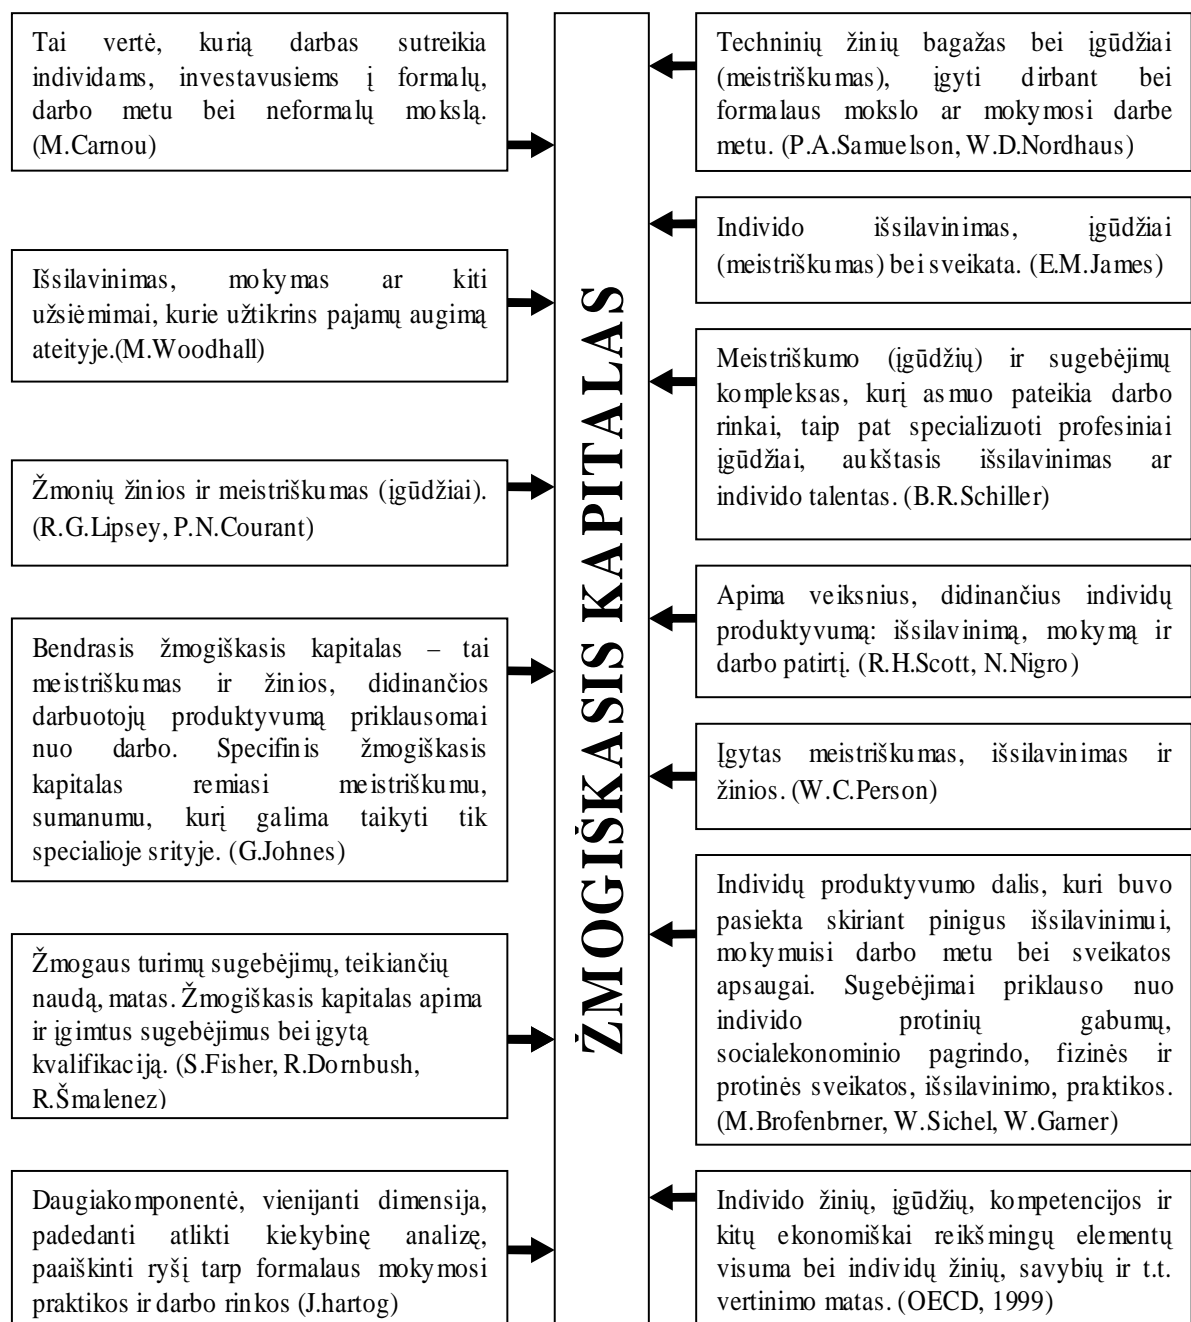 Tai vertė, kurią darbas sutreikia
individams, investavusiems į formalų,
darbo metu bei neformalų mokslą.
(M.Carnou)
Išsilavinimas, mokymas ar kiti
užsiėmimai, kurie užtikrins pajamų augimą
ateityje.(M.Woodhall)
Žmonių žinios ir meistriškumas (įgūdžiai).
(R.G.Lipsey, P.N.Courant)
Bendrasis žmogiškasis kapitalas – tai
meistriškumas ir žinios, didinančios
darbuotojų produktyvumą priklausomai
nuo darbo. Specifinis žmogiškasis
kapitalas remiasi meistriškumu,
sumanumu, kurį galima taikyti tik
specialioje srityje. (G.Johnes)
Žmogaus turimų sugebėjimų, teikiančių
naudą, matas. Žmogiškasis kapitalas apima
ir įgimtus sugebėjimus bei įgytą
kvalifikaciją. (S.Fisher, R.Dornbush,
R.Šmalenez)
Daugiakomponentė, vienijanti dimensija,
padedanti atlikti kiekybinę analizę,
paaiškinti ryšį tarp formalaus mokymosi
praktikos ir darbo rinkos (J.hartog)
ŽMOGIŠKASIS KAPITALAS
Techninių žinių bagažas bei įgūdžiai
(meistriškumas), įgyti dirbant bei
formalaus mokslo ar mokymosi darbe
metu. (P.A.Samuelson, W.D.Nordhaus)
Individo išsilavinimas, įgūdžiai
(meistriškumas) bei sveikata. (E.M.James)
Meistriškumo (įgūdžių) ir sugebėjimų
kompleksas, kurį asmuo pateikia darbo
rinkai, taip pat specializuoti profesiniai
įgūdžiai, aukštasis išsilavinimas ar
individo talentas. (B.R.Schiller)
Apima veiksnius, didinančius individų
produktyvumą: išsilavinimą, mokymą ir
darbo patirtį. (R.H.Scott, N.Nigro)
Įgytas meistriškumas, išsilavinimas ir
žinios. (W.C.Person)
Individų produktyvumo dalis, kuri buvo
pasiekta skiriant pinigus išsilavinimui,
mokymuisi darbo metu bei sveikatos
apsaugai. Sugebėjimai priklauso nuo
individo protinių gabumų,
socialekonominio pagrindo, fizinės ir
protinės sveikatos, išsilavinimo, praktikos.
(M.Brofenbrner, W.Sichel, W.Garner)
Individo žinių, įgūdžių, kompetencijos ir
kitų ekonomiškai reikšmingų elementų
visuma bei individų žinių, savybių ir t.t.
vertinimo matas. (OECD, 1999)